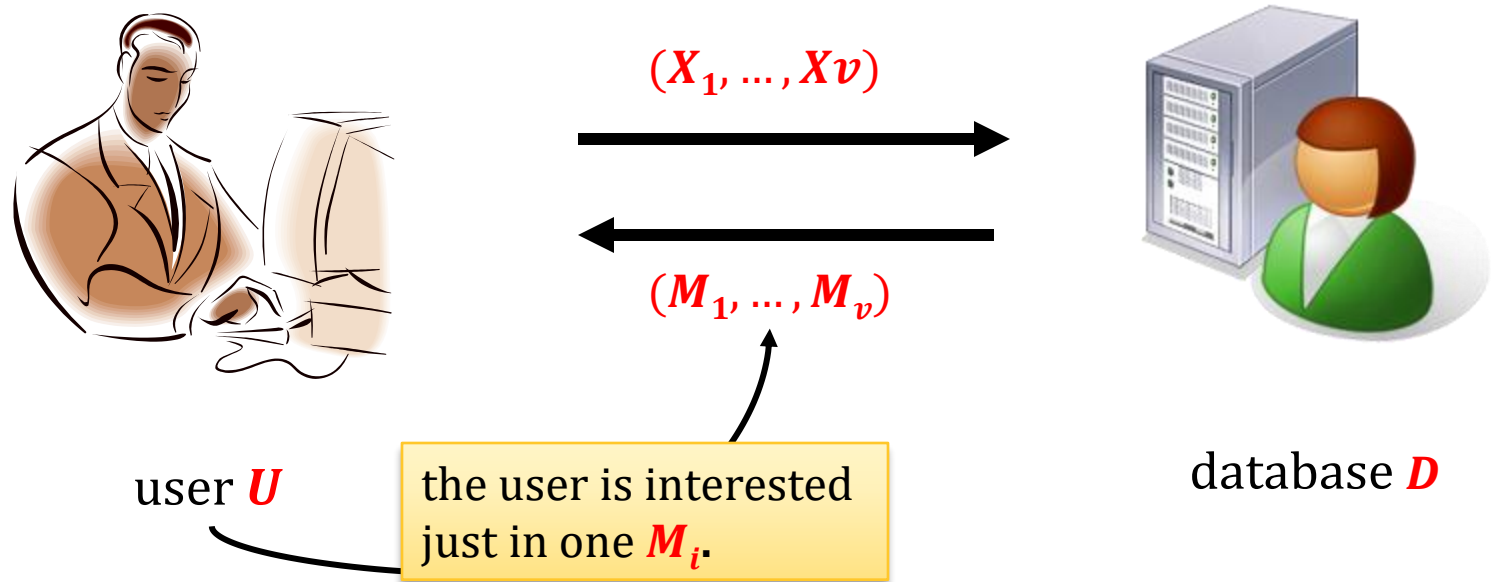 (X₁, ... , Xv)
(M₁, ... , Mᵥ)
user U
the user is interested
just in one Mᵢ.
database D